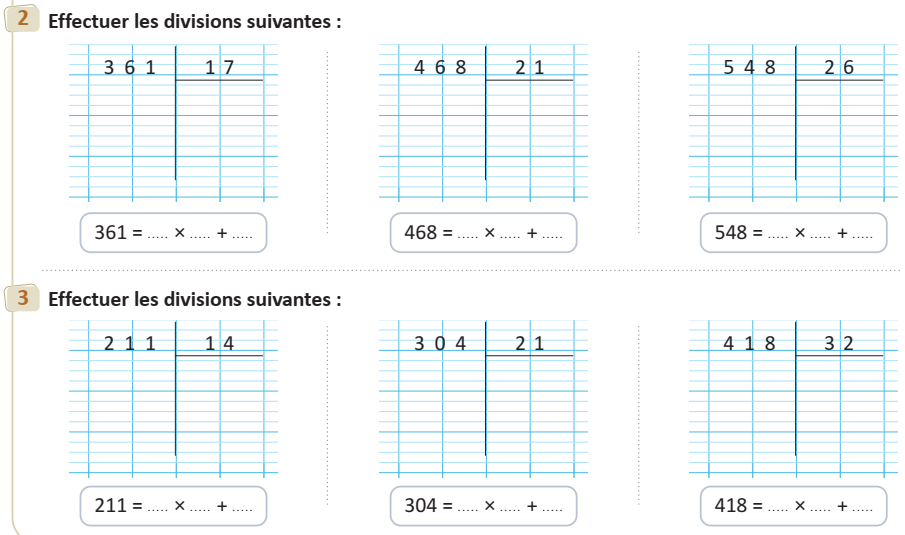 2 Effectuer les divisions suivantes :
3 6 1 1 7
4 6 8 2 1
5 4 8 2 6
361 = ..... × ..... + .....
468 = ..... × ..... + .....
548 = ..... × ..... + .....
3 Effectuer les divisions suivantes :
2 1 1 1 4
3 0 4 2 1
4 1 8 3 2
211 = ..... × ..... + .....
304 = ..... × ..... + .....
418 = ..... × ..... + .....